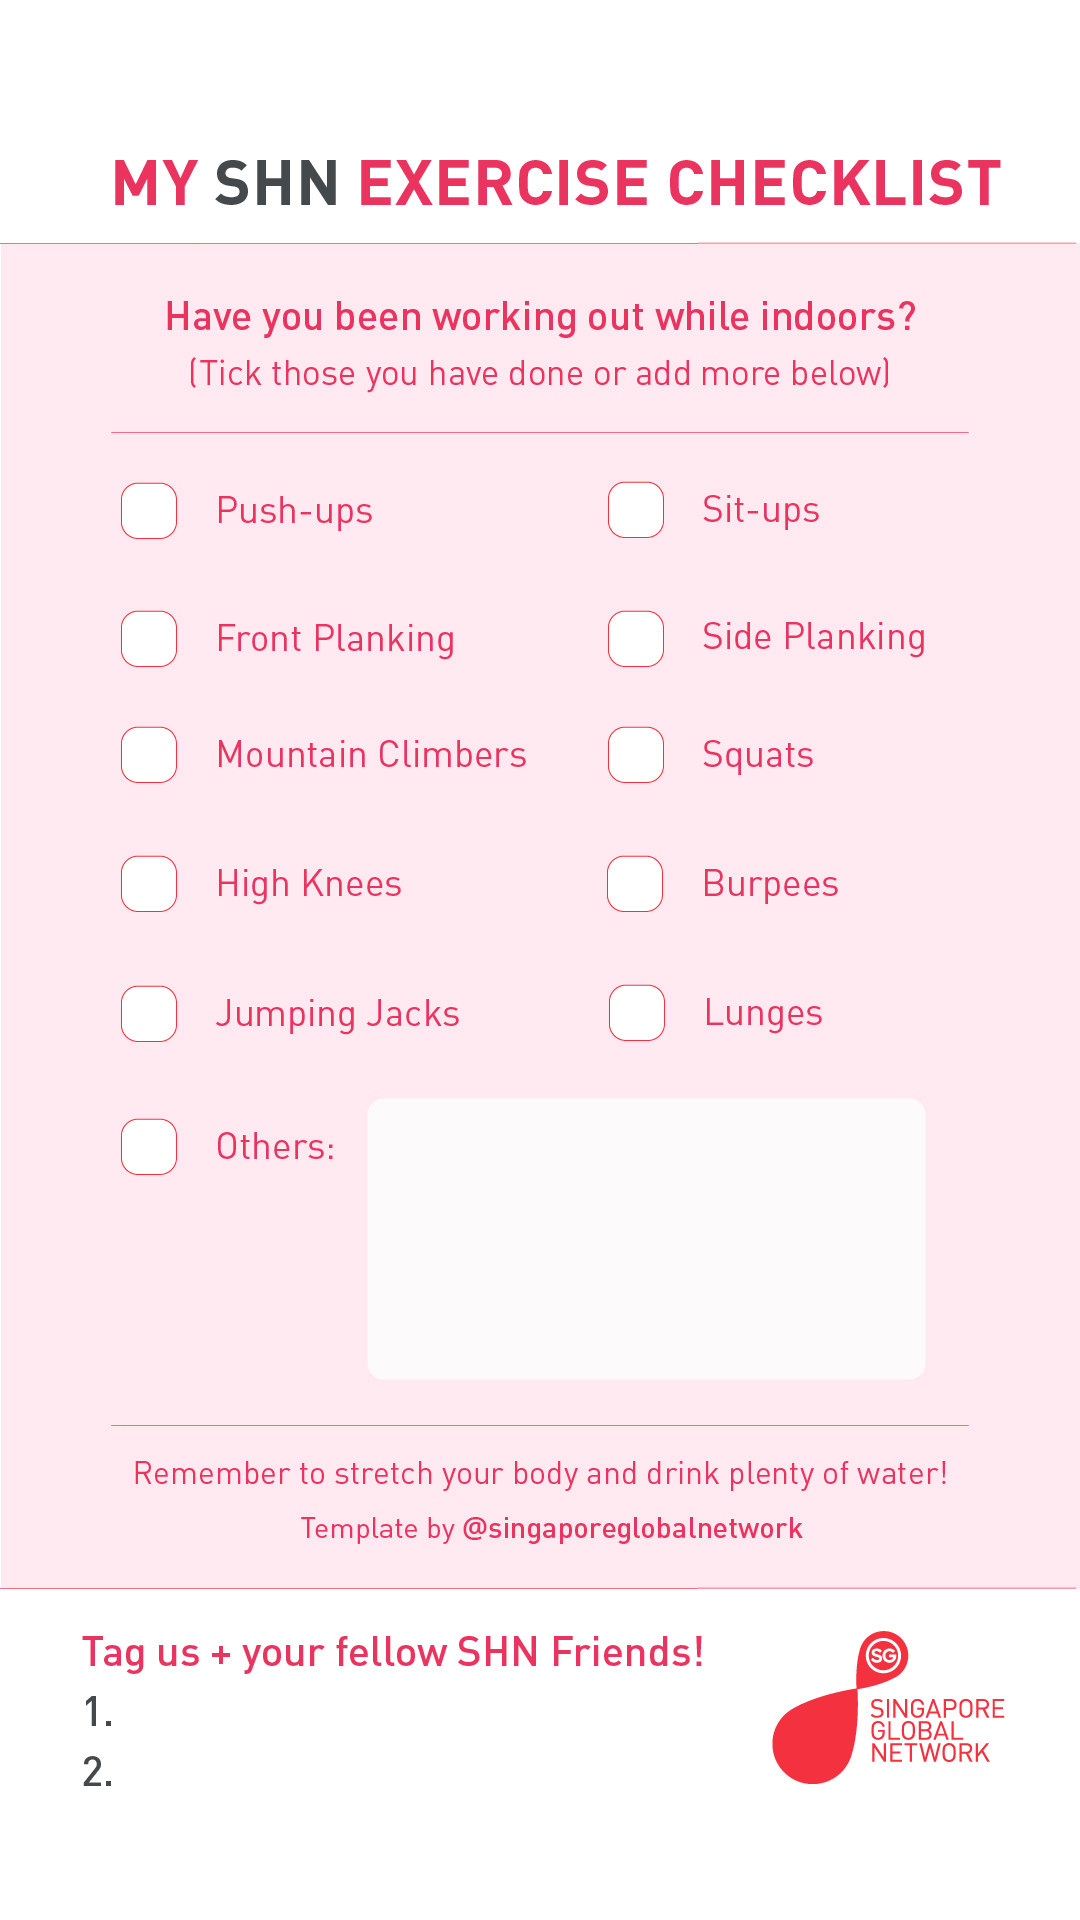 MY SHN EXERCISE CHECKLIST
Have you been working out while indoors?
(Tick those you have done or add more below)
Push-ups
Sit-ups
Front Planking
Side Planking
Mountain Climbers
Squats
High Knees
Burpees
Jumping Jacks
Lunges
Others:
Remember to stretch your body and drink plenty of water!
Template by @singaporeglobalnetwork
Tag us + your fellow SHN Friends!
1.
2.
SG
SINGAPORE
GLOBAL
NETWORK